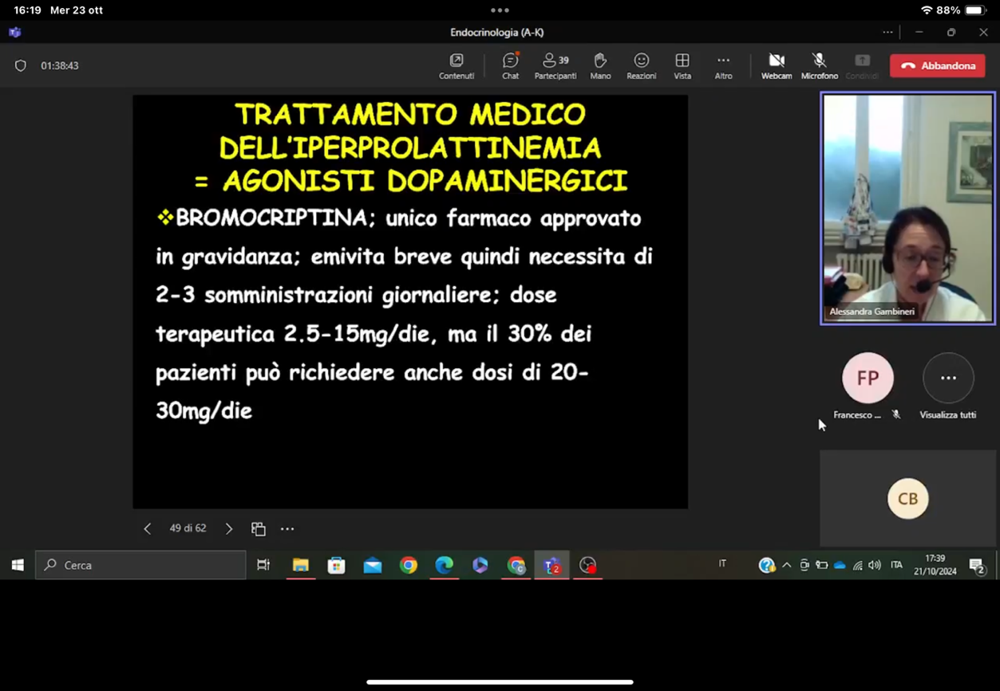 16:19 Mer 23 ott
88%
Endocrinologia (A-K)
01:38:43
Contenuti
Chat
39
Partecipanti
Mano
Reazioni
Vista
Altro
Webcam
Microfono
Condividi
Abbandona
TRATTAMENTO MEDICO
DELL'IPERPROLATTINEMIA
= AGONISTI DOPAMINERGICI
❖BROMOCRIPTINA; unico farmaco approvato
in gravidanza; emivita breve quindi necessita di
2-3 somministrazioni giornaliere; dose
terapeutica 2.5-15mg/die, ma il 30% dei
pazienti può richiedere anche dosi di 20-
30mg/die
Alessandra Gambineri
FP
Francesco ...
Visualizza tutti
CB
49 di 62
Cerca
2
IT
ITA
17:39
21/10/2024
2